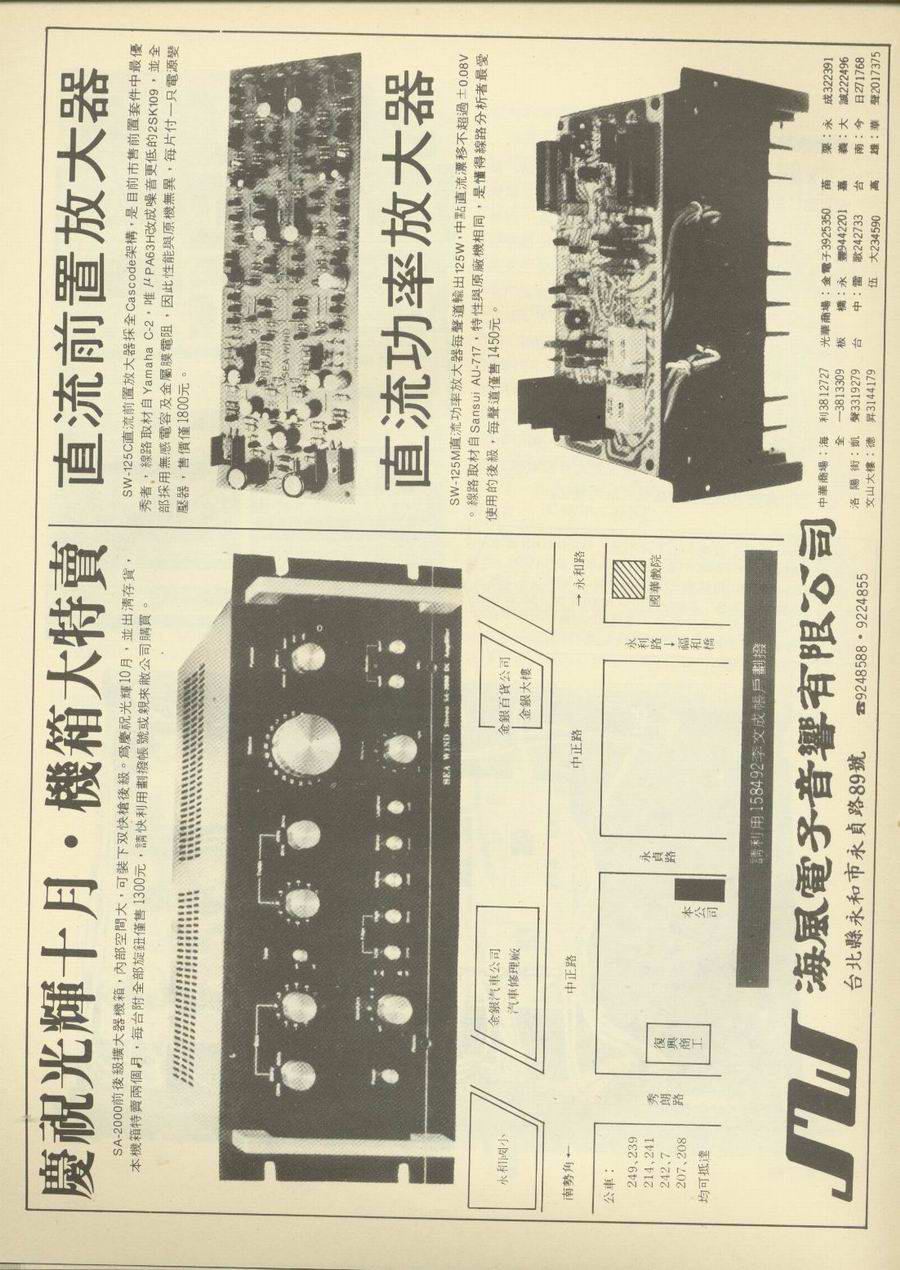 慶祝光輝十月・機箱大特賣
SA-2000前後級擴大器機箱，內部空間大，可裝下双快槍後級。爲慶祝光輝10月，並出清存貨，
本機箱特賣兩個月，每台附全部旋鈕僅售1300元，請快利用劃撥帳號或親來敝公司購買。
SEA WIND Stereo SA-2000 DC Amplifier
永和國小
金銀汽車公司
汽車修理廠
金銀百貨公司
金銀大樓
南勢角←
中正路
中正路
→永和路
公車：
249、239
214、241
242、7
207、208
均可抵達
秀朗路
復興商工
永貞路
本公司
永利路
↓
福和橋
國華戲院
請利用158492李文成帳戶劃撥
直流前置放大器
SW-125C直流前置放大器採全Cascode架構，是目前市售前置套件中最優
秀者，線路取材自Yamaha C-2，惟μPA63H改成噪音更低的2SK109，並全
部採用無感電容及金屬膜電阻，因此性能與原機無異，每片付一只電源變
壓器，售價僅1800元。
SEA WIND
直流功率放大器
SW-125M直流功率放大器每聲道輸出125W，中點直流漂移不超過±0.08V
。線路取材自Sansui AU-717，特性與原廠機相同，是懂得線路分析者最愛
使用的後級，每聲道僅售1450元。
SW
海風電子音響有限公司
台北縣永和市永貞路89號 ☎9248588・9224855
中華商場：海利3812727 光華商場：金電子3925350 苗栗：永成322391
全一3813309 板橋：永豐9442201 嘉義：大誠222496
洛陽街：凱聲3319279 台中：雷歌242733 台南：今日271768
文山大樓：德昇3144179 伍大234590 高雄：華聲2017375